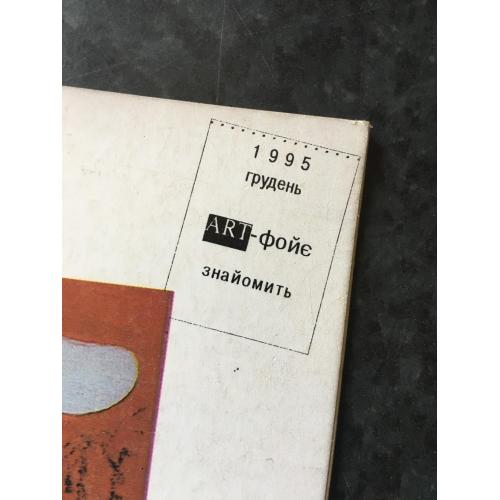 1995
грудень
ART-фойє
знайомить